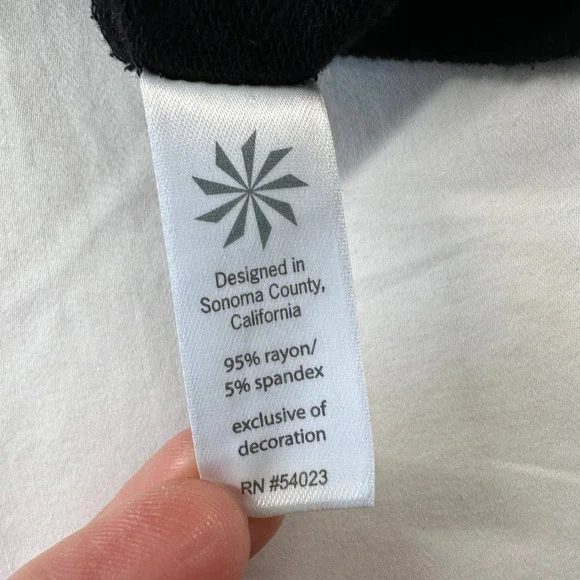 Designed in
Sonoma County,
California
95% rayon/
5% spandex
exclusive of
decoration
RN #54023